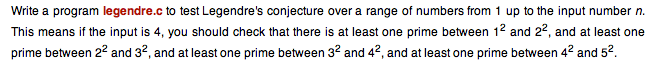 Write a program legendre.c to test Legendre's conjecture over a range of numbers from 1 up to the input number n.
This means if the input is 4, you should check that there is at least one prime between 1² and 2², and at least one
prime between 2² and 3², and at least one prime between 3² and 4², and at least one prime between 4² and 5².